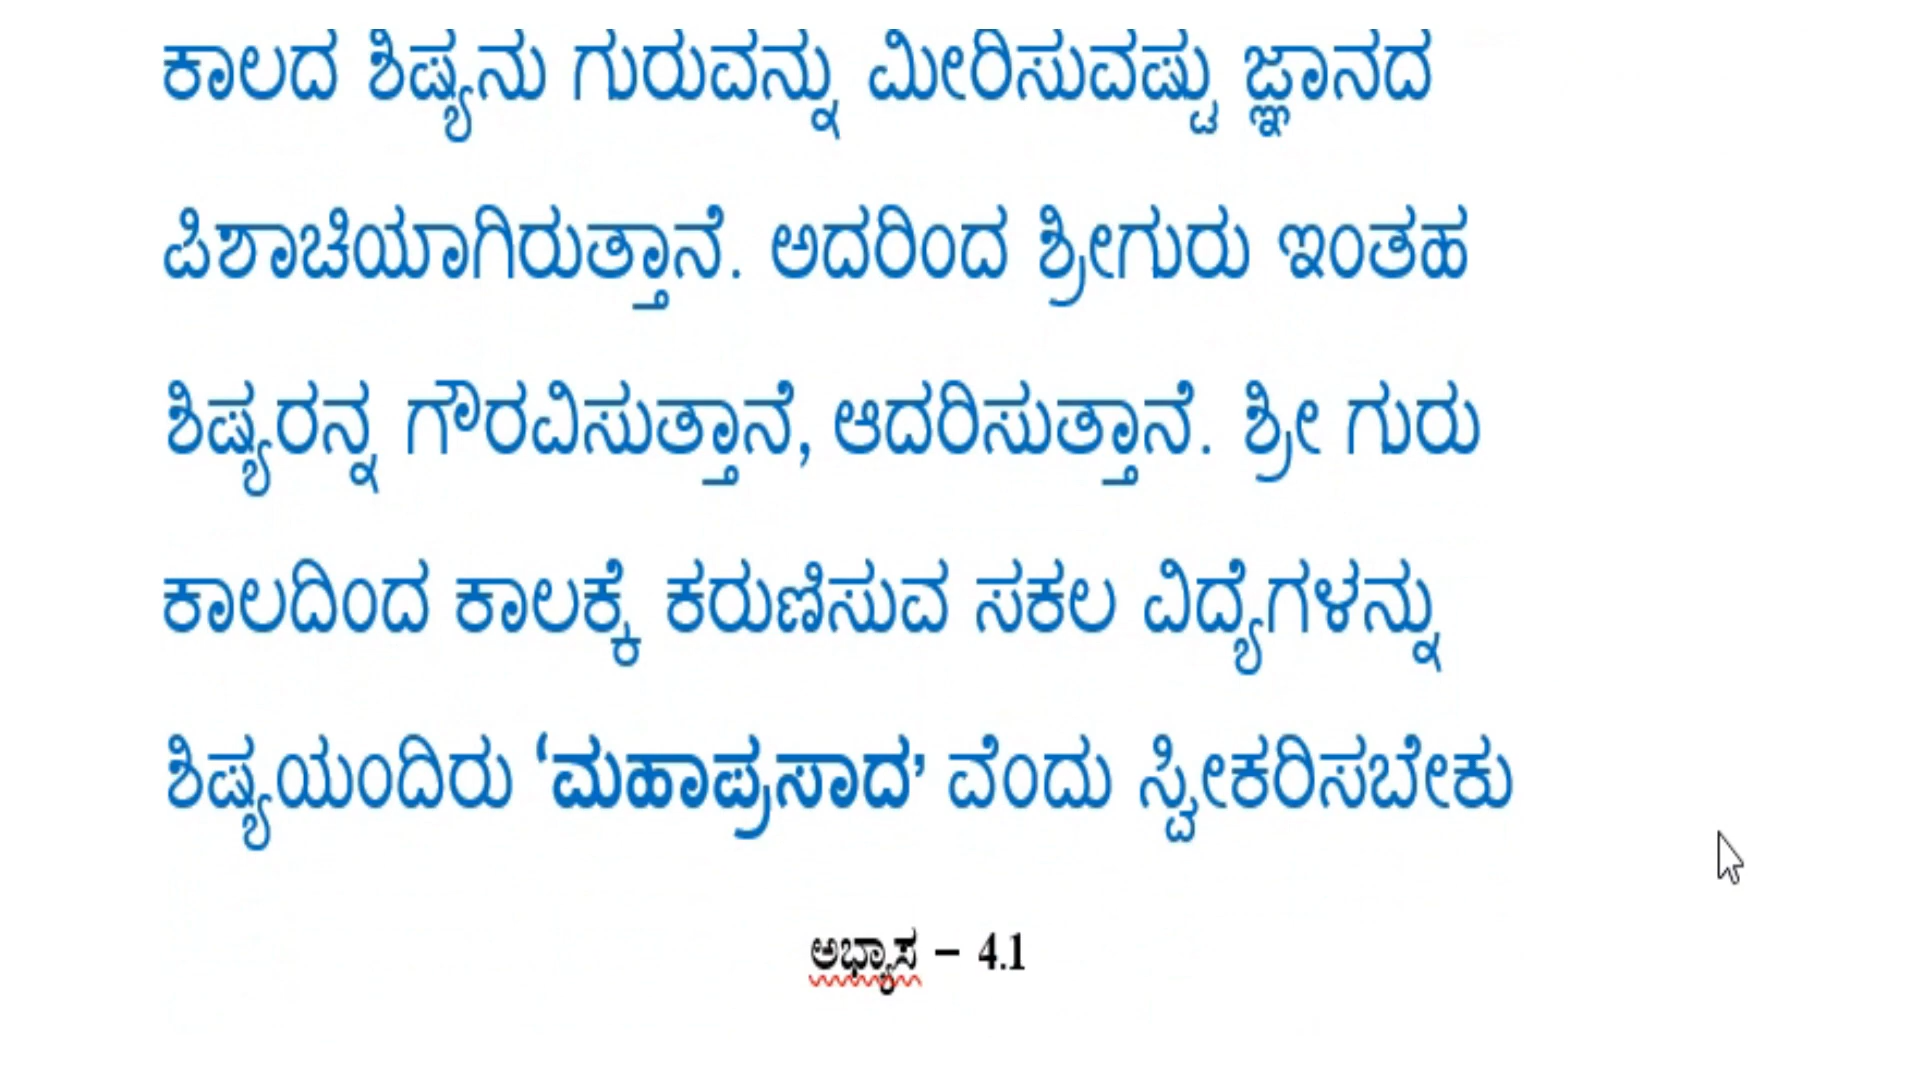 ಕಾಲದ ಶಿಷ್ಯನು ಗುರುವನ್ನು ಮೀರಿಸುವಷ್ಟು ಜ್ಞಾನದ
ಪಿಶಾಚಿಯಾಗಿರುತ್ತಾನೆ. ಅದರಿಂದ ಶ್ರೀಗುರು ಇಂತಹ
ಶಿಷ್ಯರನ್ನ ಗೌರವಿಸುತ್ತಾನೆ, ಆದರಿಸುತ್ತಾನೆ. ಶ್ರೀ ಗುರು
ಕಾಲದಿಂದ ಕಾಲಕ್ಕೆ ಕರುಣಿಸುವ ಸಕಲ ವಿದ್ಯೆಗಳನ್ನು
ಶಿಷ್ಯಯಂದಿರು ‘ಮಹಾಪ್ರಸಾದ’ ವೆಂದು ಸ್ವೀಕರಿಸಬೇಕು
ಅಭ್ಯಾಸ – 4.1